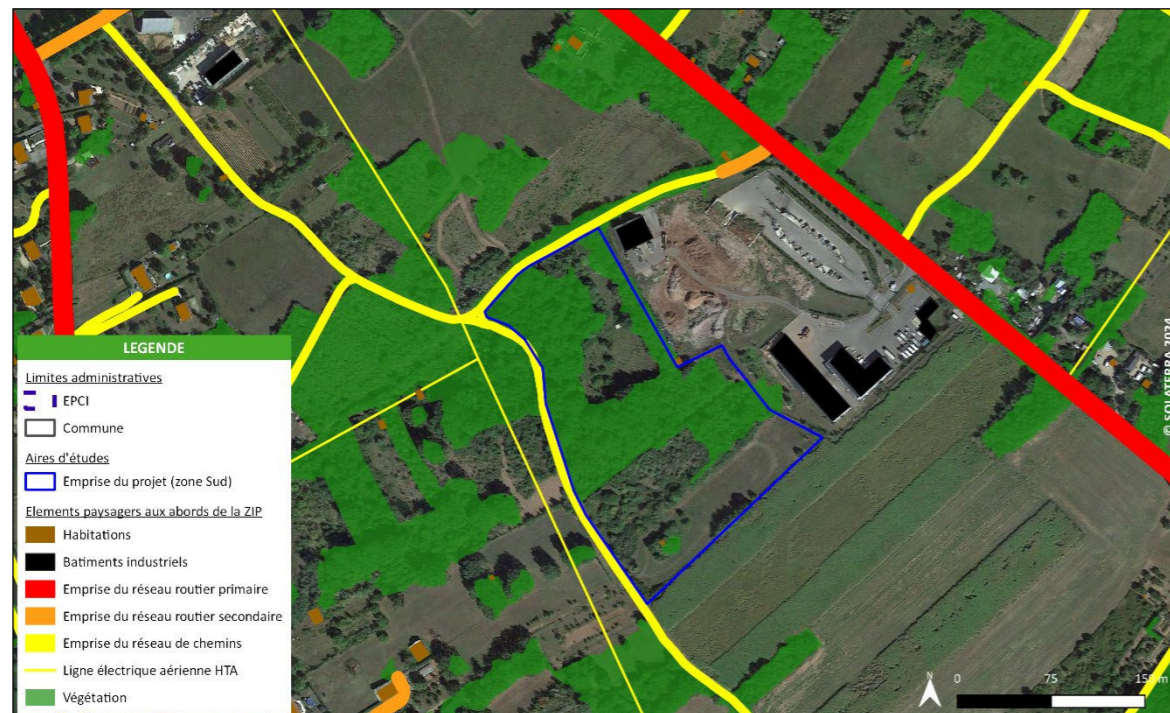 LEGENDE
Limites administratives
EPCI
Commune
Aires d'études
Emprise du projet (zone Sud)
Elements paysagers aux abords de la ZIP
Habitations
Batiments industriels
Emprise du réseau routier primaire
Emprise du réseau routier secondaire
Emprise du réseau de chemins
Ligne électrique aérienne HTA
Végétation
N
0 75 150 m